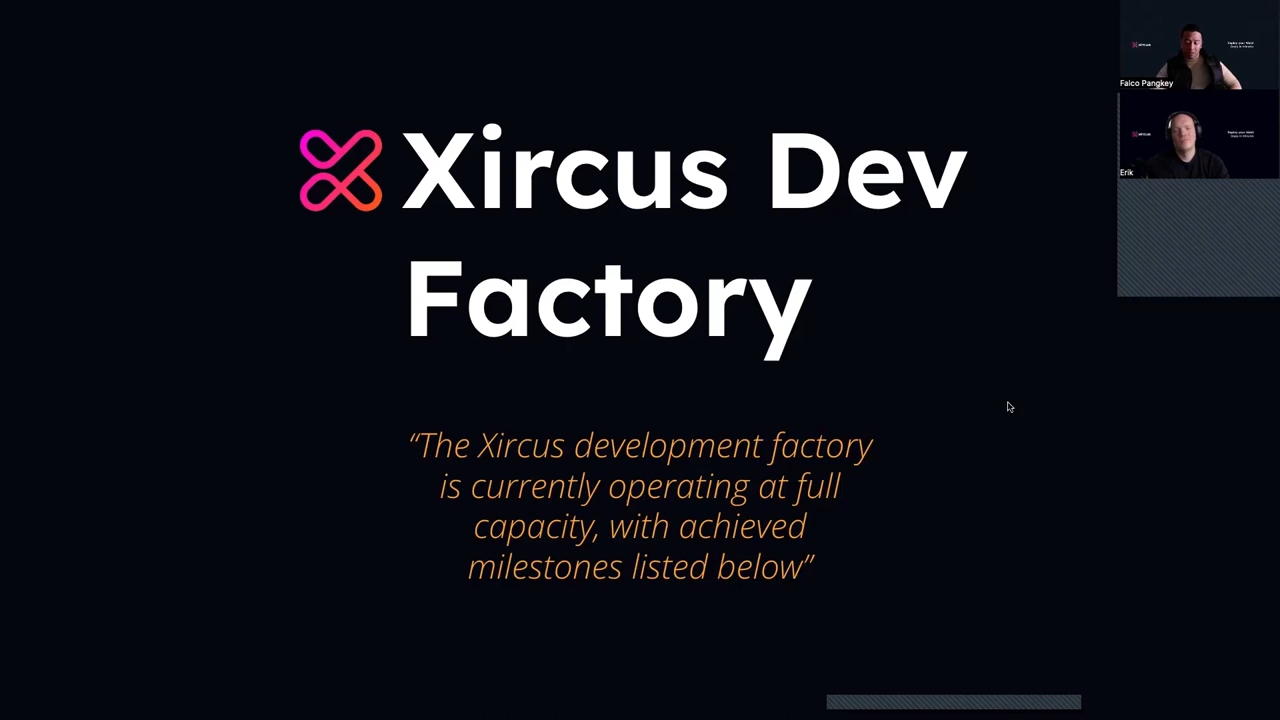 Xircus Dev
Factory
“The Xircus development factory
is currently operating at full
capacity, with achieved
milestones listed below”
Falco Pangkey
Erik